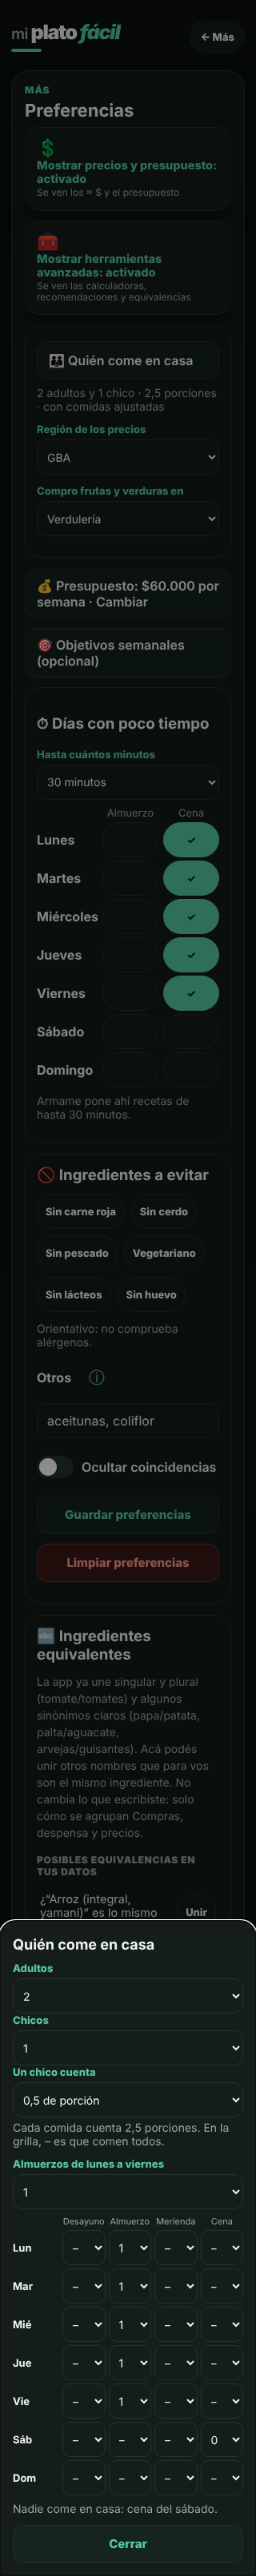 mi plato fácil
← Más
MÁS
Preferencias
💲
Mostrar precios y presupuesto:
activado
Se ven los ≈ $ y el presupuesto
🧰
Mostrar herramientas
avanzadas: activado
Se ven las calculadoras,
recomendaciones y equivalencias
👪 Quién come en casa
2 adultos y 1 chico · 2,5 porciones
· con comidas ajustadas
Región de los precios
GBA
Compro frutas y verduras en
Verdulería
💰 Presupuesto: $60.000 por
semana · Cambiar
🎯 Objetivos semanales
(opcional)
⏱ Días con poco tiempo
Hasta cuántos minutos
30 minutos
Almuerzo Cena
Lunes ✓
Martes ✓
Miércoles ✓
Jueves ✓
Viernes ✓
Sábado
Domingo
Armame pone ahí recetas de
hasta 30 minutos.
🚫 Ingredientes a evitar
Sin carne roja Sin cerdo
Sin pescado Vegetariano
Sin lácteos Sin huevo
Orientativo: no comprueba
alérgenos.
Otros ⓘ
aceitunas, coliflor
Ocultar coincidencias
Guardar preferencias
Limpiar preferencias
🔤 Ingredientes
equivalentes
La app ya une singular y plural
(tomate/tomates) y algunos
sinónimos claros (papa/patata,
palta/aguacate,
arvejas/guisantes). Acá podés
unir otros nombres que para vos
son el mismo ingrediente. No
cambia lo que escribiste: solo
cómo se agrupan Compras,
despensa y precios.
POSIBLES EQUIVALENCIAS EN
TUS DATOS
¿“Arroz (integral,
yamaní)” es lo mismo
Unir
Quién come en casa
Adultos
2
Chicos
1
Un chico cuenta
0,5 de porción
Cada comida cuenta 2,5 porciones. En la
grilla, – es que comen todos.
Almuerzos de lunes a viernes
1
Desayuno Almuerzo Merienda Cena
Lun – 1 – –
Mar – 1 – –
Mié – 1 – –
Jue – 1 – –
Vie – 1 – –
Sáb – – – 0
Dom – – – –
Nadie come en casa: cena del sábado.
Cerrar